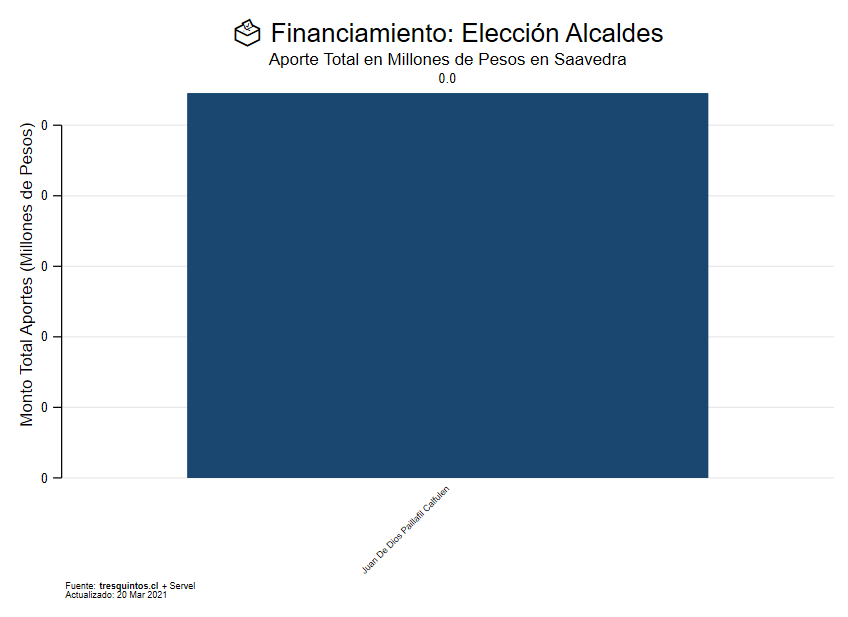 Financiamiento: Elección Alcaldes
Aporte Total en Millones de Pesos en Saavedra
0.0
Monto Total Aportes (Millones de Pesos)
0
0
0
0
0
0
Juan De Dios Paillafil Calfulen
Fuente: tresquintos.cl + Servel
Actualizado: 20 Mar 2021